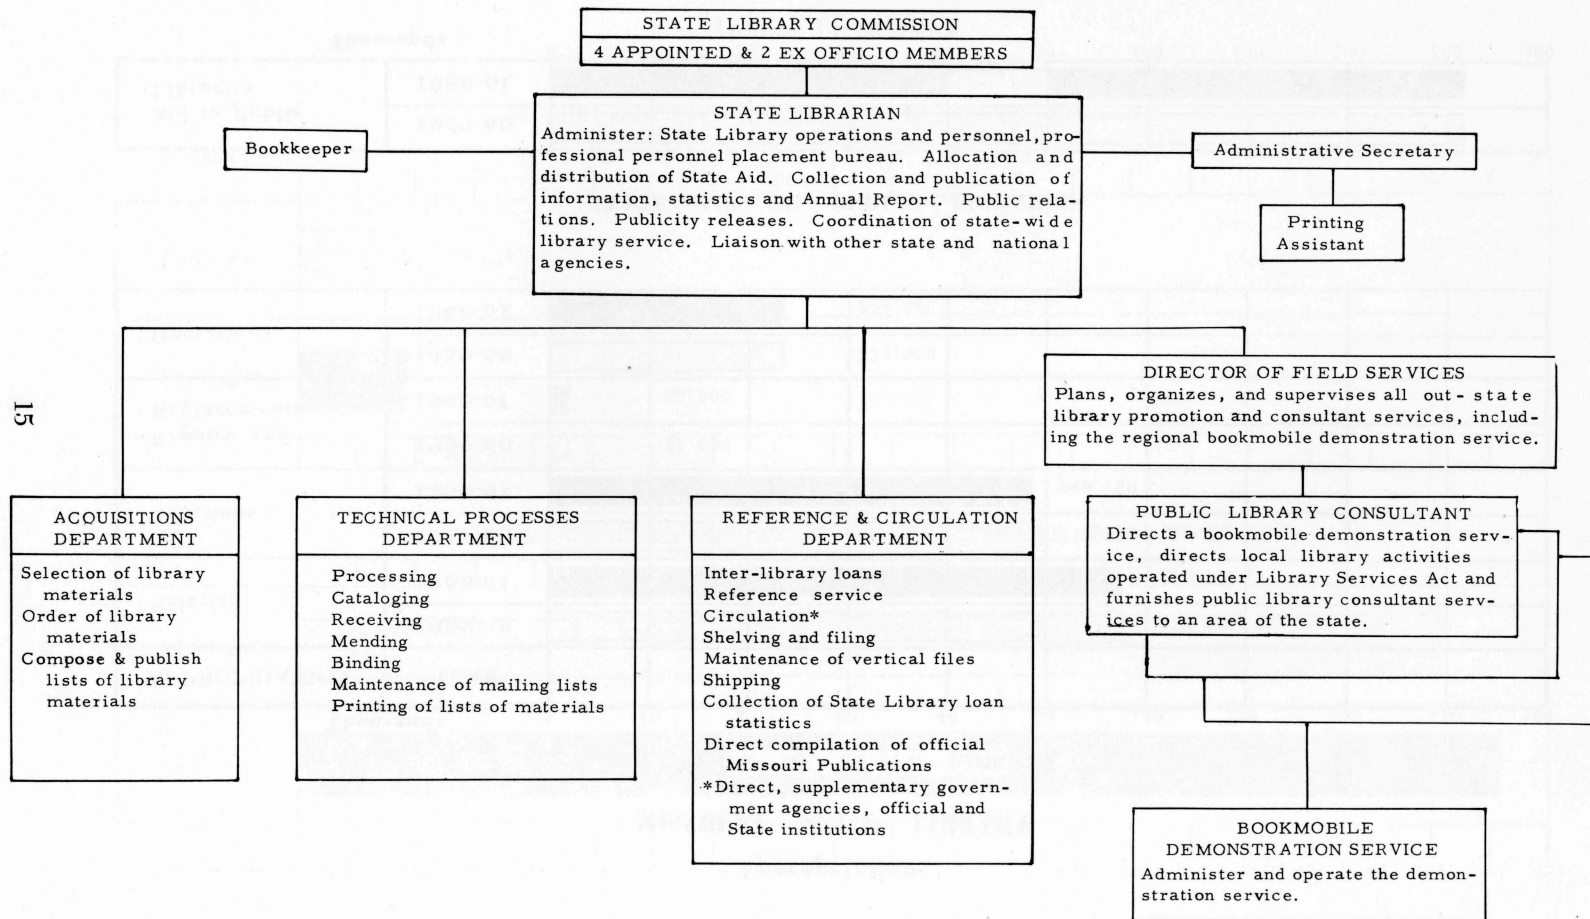 STATE LIBRARY COMMISSION
4 APPOINTED & 2 EX OFFICIO MEMBERS
STATE LIBRARIAN
Administer: State Library operations and personnel, pro-
fessional personnel placement bureau. Allocation and
distribution of State Aid. Collection and publication of
information, statistics and Annual Report. Public rela-
tions. Publicity releases. Coordination of state-wide
library service. Liaison with other state and national
agencies.
Bookkeeper
Administrative Secretary
Printing
Assistant
15
ACQUISITIONS
DEPARTMENT
Selection of library
materials
Order of library
materials
Compose & publish
lists of library
materials
TECHNICAL PROCESSES
DEPARTMENT
Processing
Cataloging
Receiving
Mending
Binding
Maintenance of mailing lists
Printing of lists of materials
REFERENCE & CIRCULATION
DEPARTMENT
Inter-library loans
Reference service
Circulation*
Shelving and filing
Maintenance of vertical files
Shipping
Collection of State Library loan
statistics
Direct compilation of official
Missouri Publications
*Direct, supplementary govern-
ment agencies, official and
State institutions
DIRECTOR OF FIELD SERVICES
Plans, organizes, and supervises all out-state
library promotion and consultant services, includ-
ing the regional bookmobile demonstration service.
PUBLIC LIBRARY CONSULTANT
Directs a bookmobile demonstration serv-
ice, directs local library activities
operated under Library Services Act and
furnishes public library consultant serv-
ices to an area of the state.
BOOKMOBILE
DEMONSTRATION SERVICE
Administer and operate the demon-
stration service.